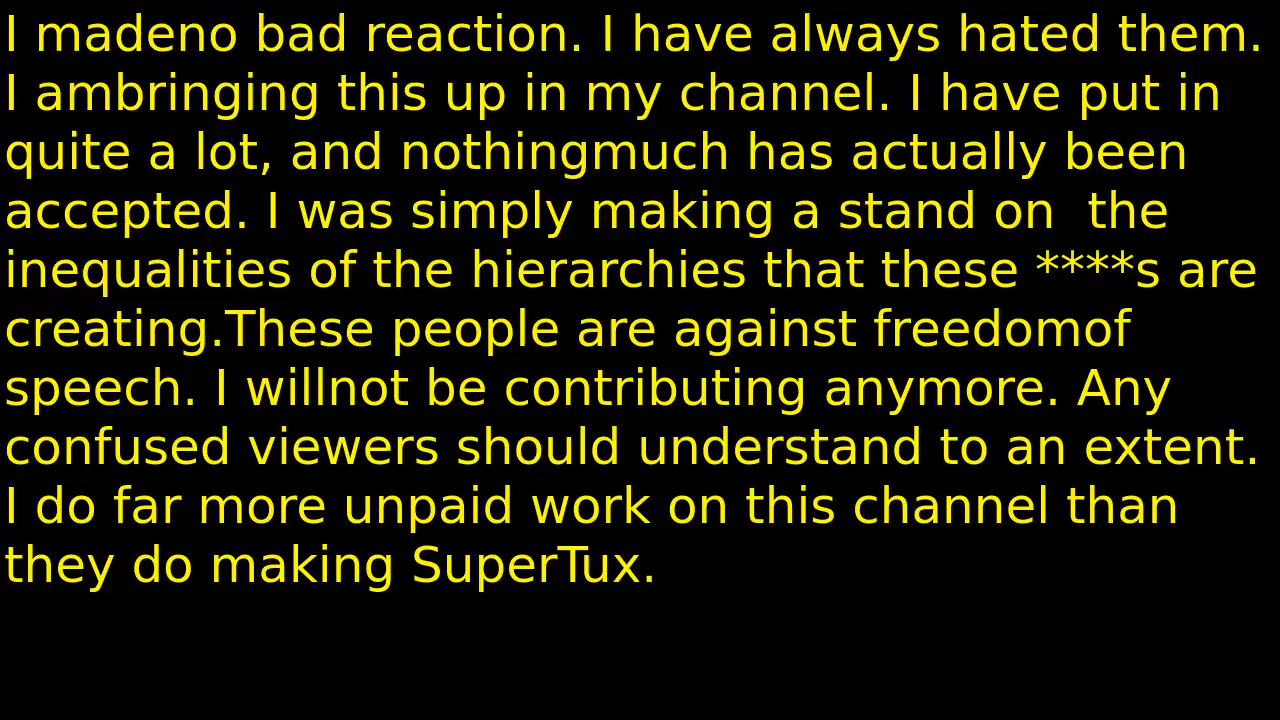 I madeno bad reaction. I have always hated them.
I ambringing this up in my channel. I have put in
quite a lot, and nothingmuch has actually been
accepted. I was simply making a stand on  the
inequalities of the hierarchies that these ****s are
creating.These people are against freedomof
speech. I willnot be contributing anymore. Any
confused viewers should understand to an extent.
I do far more unpaid work on this channel than
they do making SuperTux.